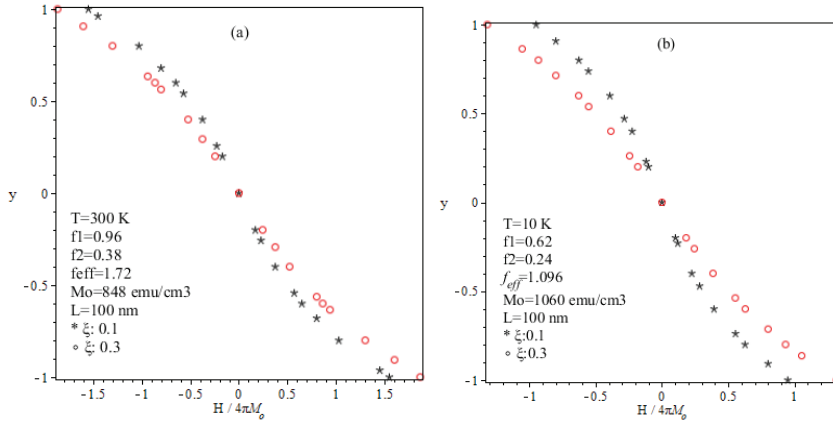 (a)
1
0.5
0
-0.5
-1
y
T=300 K
f1=0.96
f2=0.38
feff=1.72
Mo=848 emu/cm3
L=100 nm
* ξ: 0.1
∘ ξ: 0.3
-1.5 -1 -0.5 0 0.5 1 1.5
H / 4πMo
(b)
1
0.5
0
-0.5
-1
y
T=10 K
f1=0.62
f2=0.24
feff=1.096
Mo=1060 emu/cm3
L=100 nm
* ξ:0.1
∘ ξ:0.3
-1 -0.5 0 0.5 1
H / 4πMo